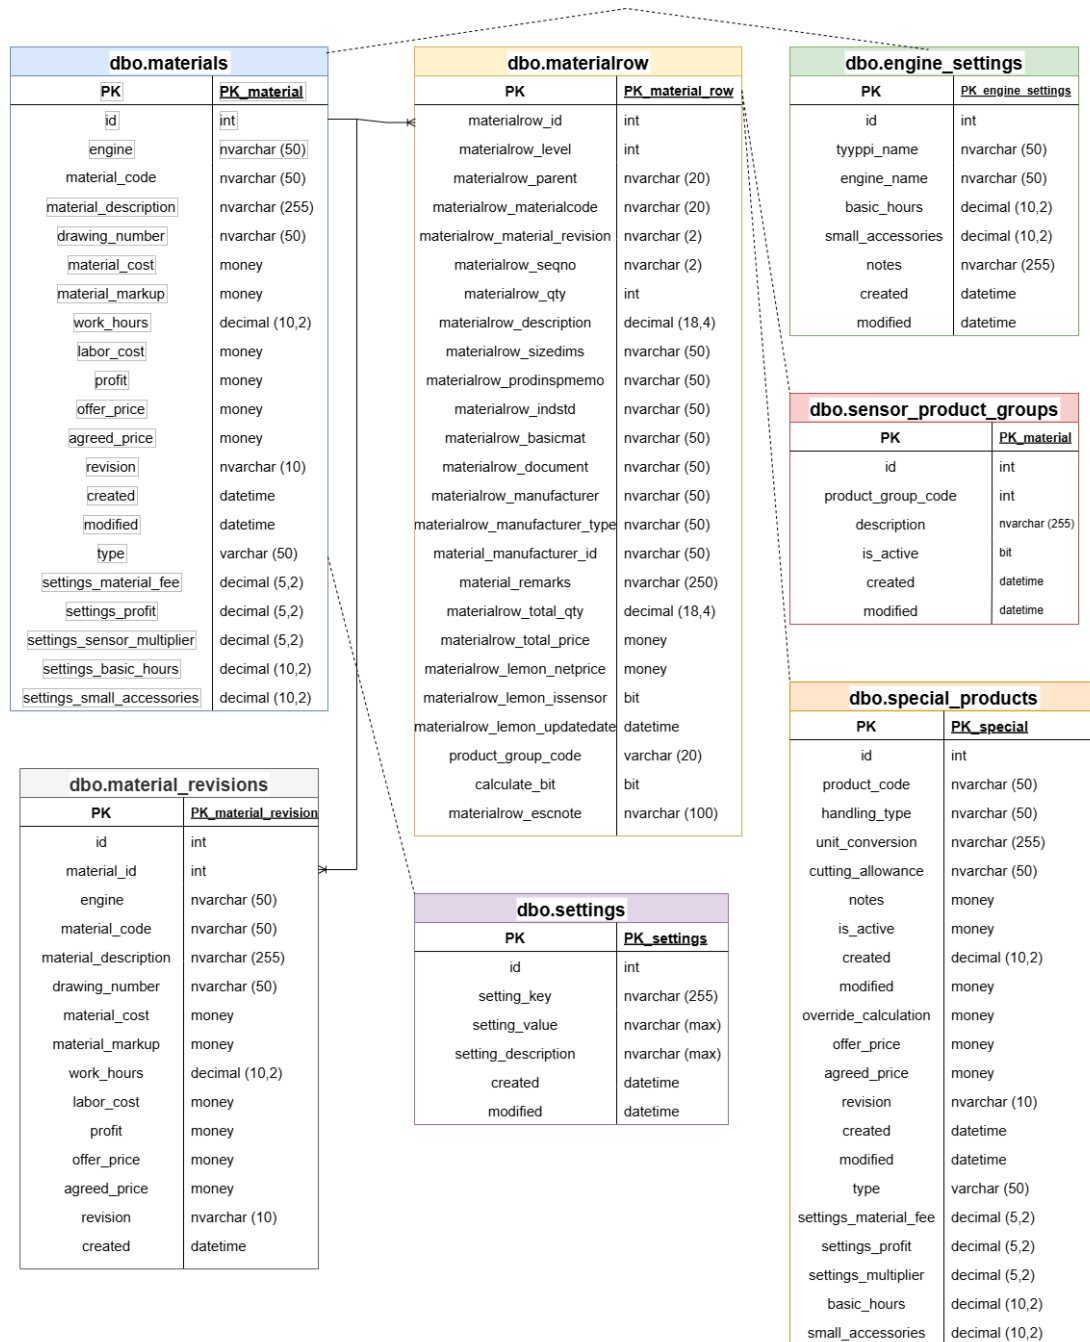 dbo.materials
PK PK_material
id int
engine nvarchar (50)
material_code nvarchar (50)
material_description nvarchar (255)
drawing_number nvarchar (50)
material_cost money
material_markup money
work_hours decimal (10,2)
labor_cost money
profit money
offer_price money
agreed_price money
revision nvarchar (10)
created datetime
modified datetime
type varchar (50)
settings_material_fee decimal (5,2)
settings_profit decimal (5,2)
settings_sensor_multiplier decimal (5,2)
settings_basic_hours decimal (10,2)
settings_small_accessories decimal (10,2)
dbo.materialrow
PK PK_material_row
materialrow_id int
materialrow_level int
materialrow_parent nvarchar (20)
materialrow_materialcode nvarchar (20)
materialrow_material_revision nvarchar (2)
materialrow_seqno nvarchar (2)
materialrow_qty int
materialrow_description decimal (18,4)
materialrow_sizedims nvarchar (50)
materialrow_prodinspmemo nvarchar (50)
materialrow_indstd nvarchar (50)
materialrow_basicmat nvarchar (50)
materialrow_document nvarchar (50)
materialrow_manufacturer nvarchar (50)
materialrow_manufacturer_type nvarchar (50)
material_manufacturer_id nvarchar (50)
material_remarks nvarchar (250)
materialrow_total_qty decimal (18,4)
materialrow_total_price money
materialrow_lemon_netprice money
materialrow_lemon_issensor bit
materialrow_lemon_updatedate datetime
product_group_code varchar (20)
calculate_bit bit
materialrow_escnote nvarchar (100)
dbo.engine_settings
PK PK_engine_settings
id int
tyyppi_name nvarchar (50)
engine_name nvarchar (50)
basic_hours decimal (10,2)
small_accessories decimal (10,2)
notes nvarchar (255)
created datetime
modified datetime
dbo.sensor_product_groups
PK PK_material
id int
product_group_code int
description nvarchar (255)
is_active bit
created datetime
modified datetime
dbo.special_products
PK PK_special
id int
product_code nvarchar (50)
handling_type nvarchar (50)
unit_conversion nvarchar (255)
cutting_allowance nvarchar (50)
notes money
is_active money
created decimal (10,2)
modified money
override_calculation money
offer_price money
agreed_price money
revision nvarchar (10)
created datetime
modified datetime
type varchar (50)
settings_material_fee decimal (5,2)
settings_profit decimal (5,2)
settings_multiplier decimal (5,2)
basic_hours decimal (10,2)
small_accessories decimal (10,2)
dbo.material_revisions
PK PK_material_revision
id int
material_id int
engine nvarchar (50)
material_code nvarchar (50)
material_description nvarchar (255)
drawing_number nvarchar (50)
material_cost money
material_markup money
work_hours decimal (10,2)
labor_cost money
profit money
offer_price money
agreed_price money
revision nvarchar (10)
created datetime
dbo.settings
PK PK_settings
id int
setting_key nvarchar (255)
setting_value nvarchar (max)
setting_description nvarchar (max)
created datetime
modified datetime